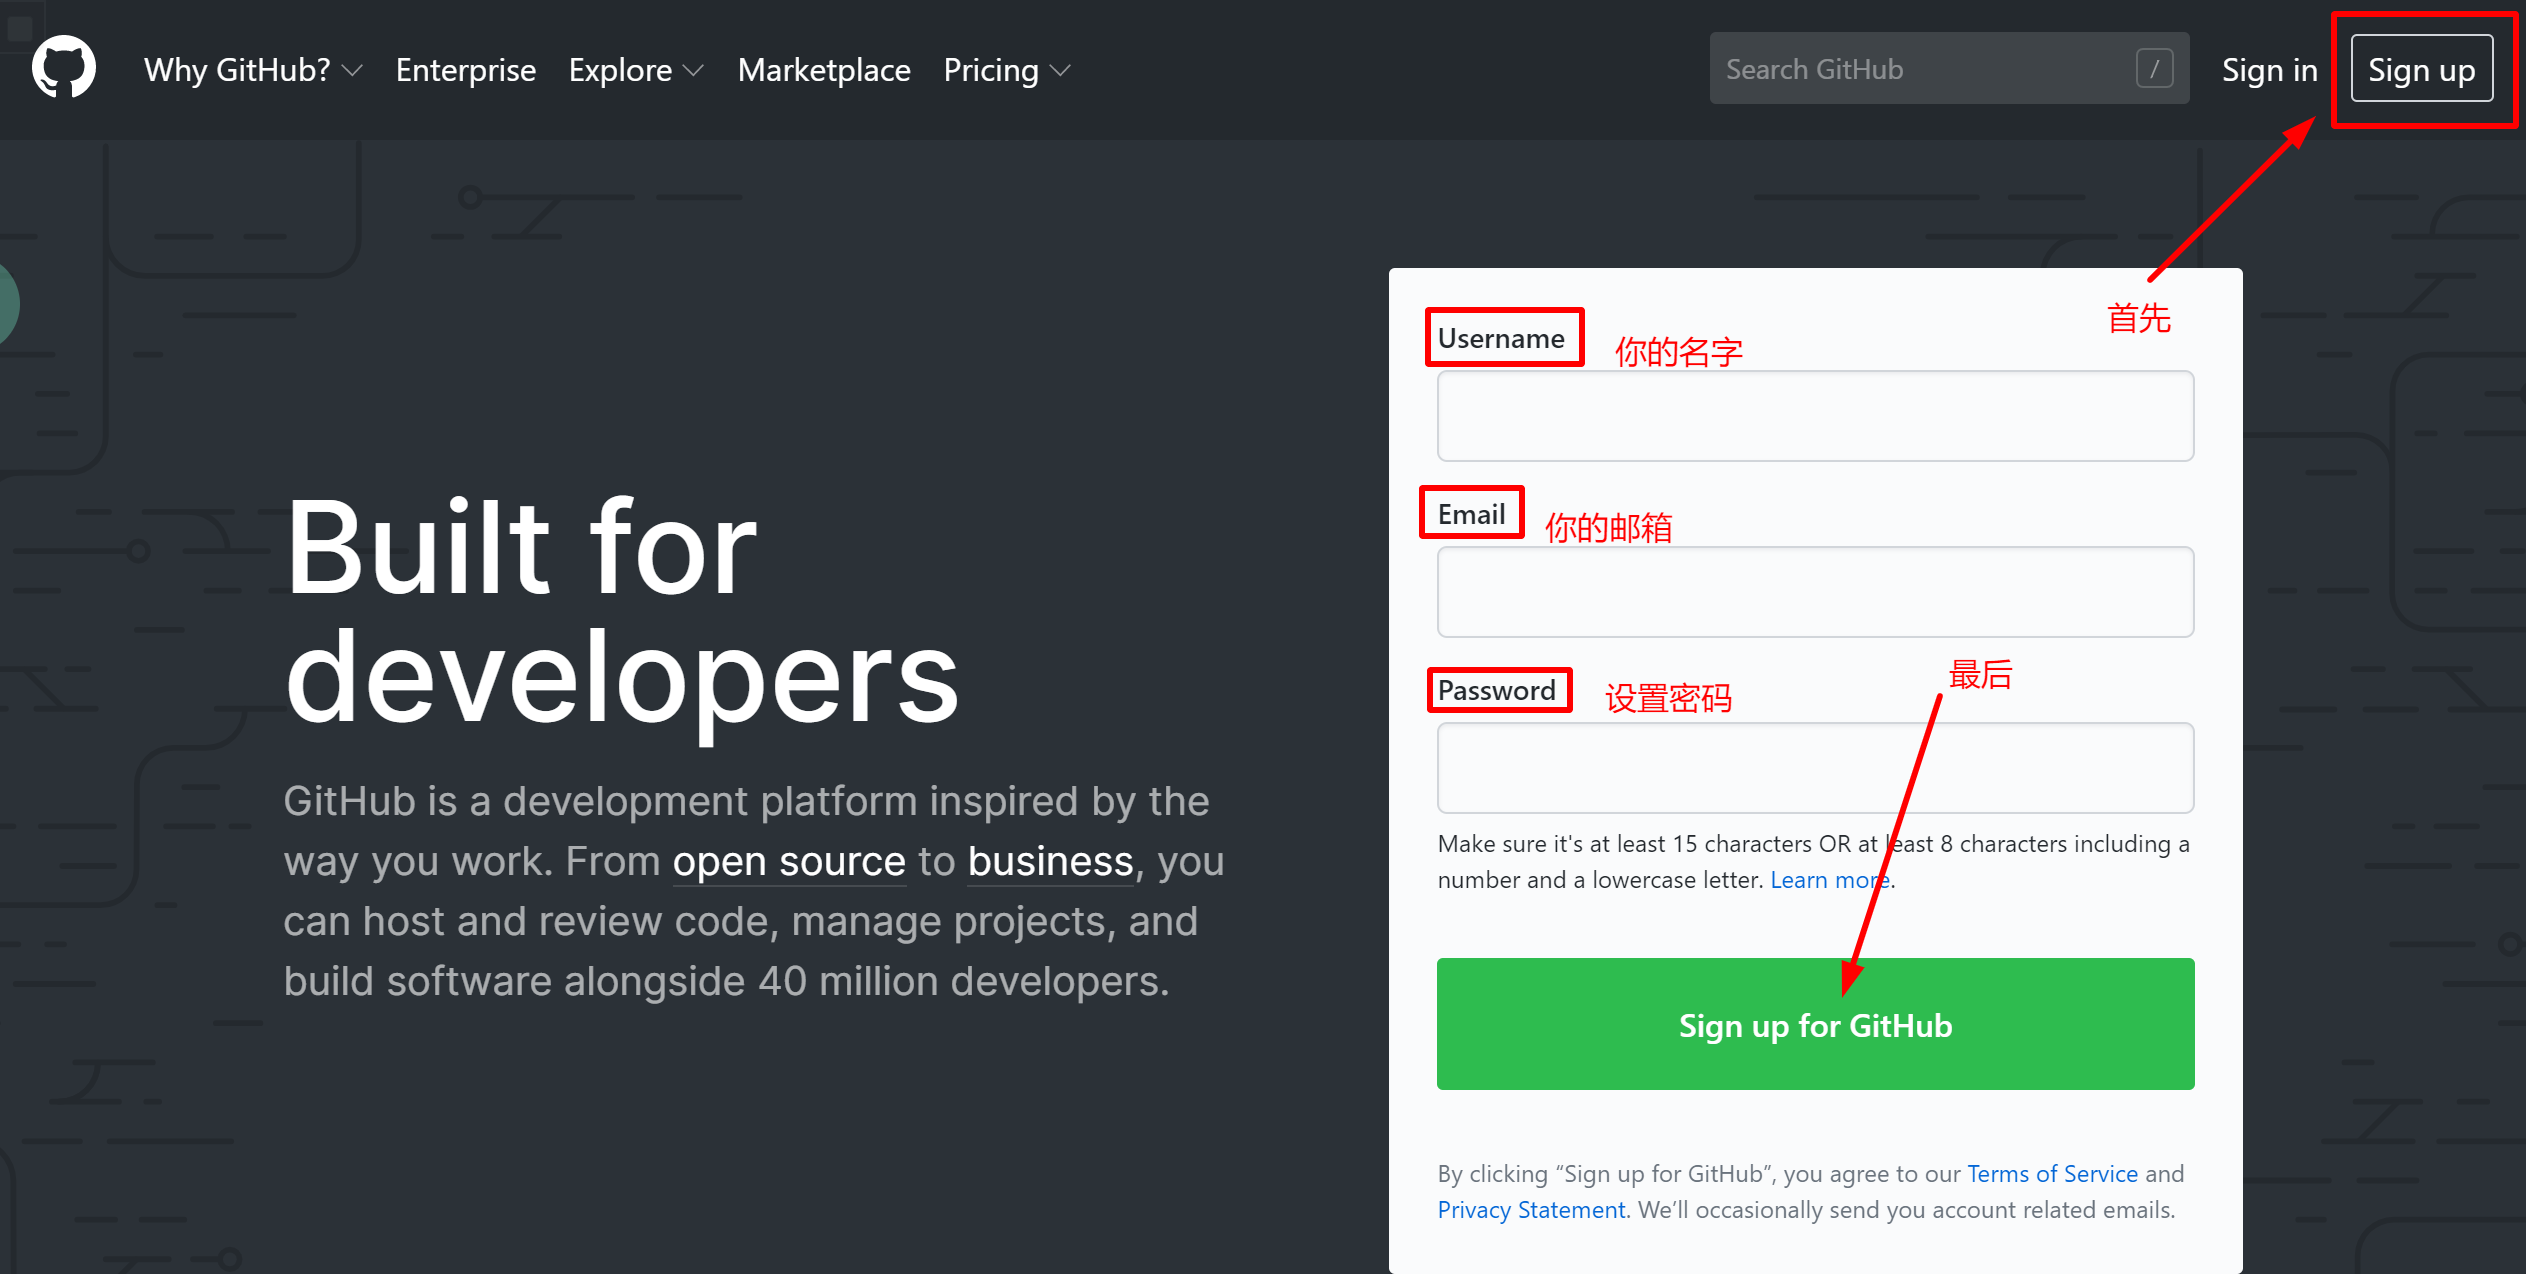 Why GitHub? Enterprise Explore Marketplace Pricing Search GitHub / Sign in Sign up
首先
Username 你的名字
Email 你的邮箱
Password 设置密码
最后
Make sure it's at least 15 characters OR at least 8 characters including a
number and a lowercase letter. Learn more.
Sign up for GitHub
By clicking “Sign up for GitHub”, you agree to our Terms of Service and
Privacy Statement. We’ll occasionally send you account related emails.
Built for
developers
GitHub is a development platform inspired by the
way you work. From open source to business, you
can host and review code, manage projects, and
build software alongside 40 million developers.